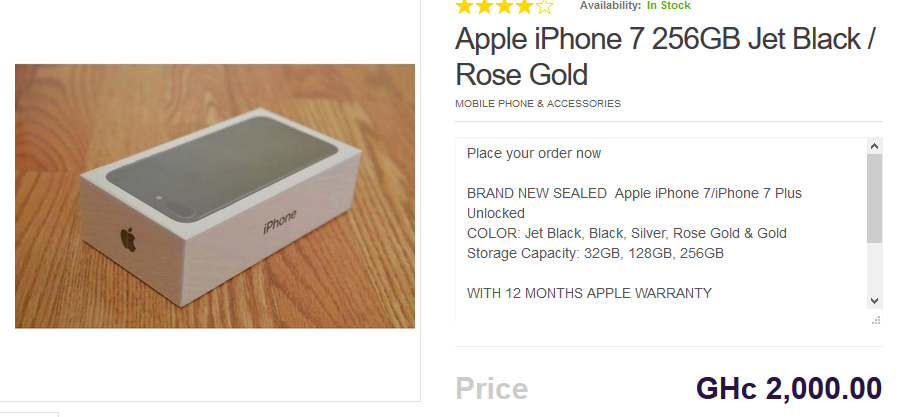 Availability: In Stock
Apple iPhone 7 256GB Jet Black /
Rose Gold
MOBILE PHONE & ACCESSORIES
Place your order now
BRAND NEW SEALED Apple iPhone 7/iPhone 7 Plus
Unlocked
COLOR: Jet Black, Black, Silver, Rose Gold & Gold
Storage Capacity: 32GB, 128GB, 256GB
WITH 12 MONTHS APPLE WARRANTY
iPhone
Price GHc 2,000.00